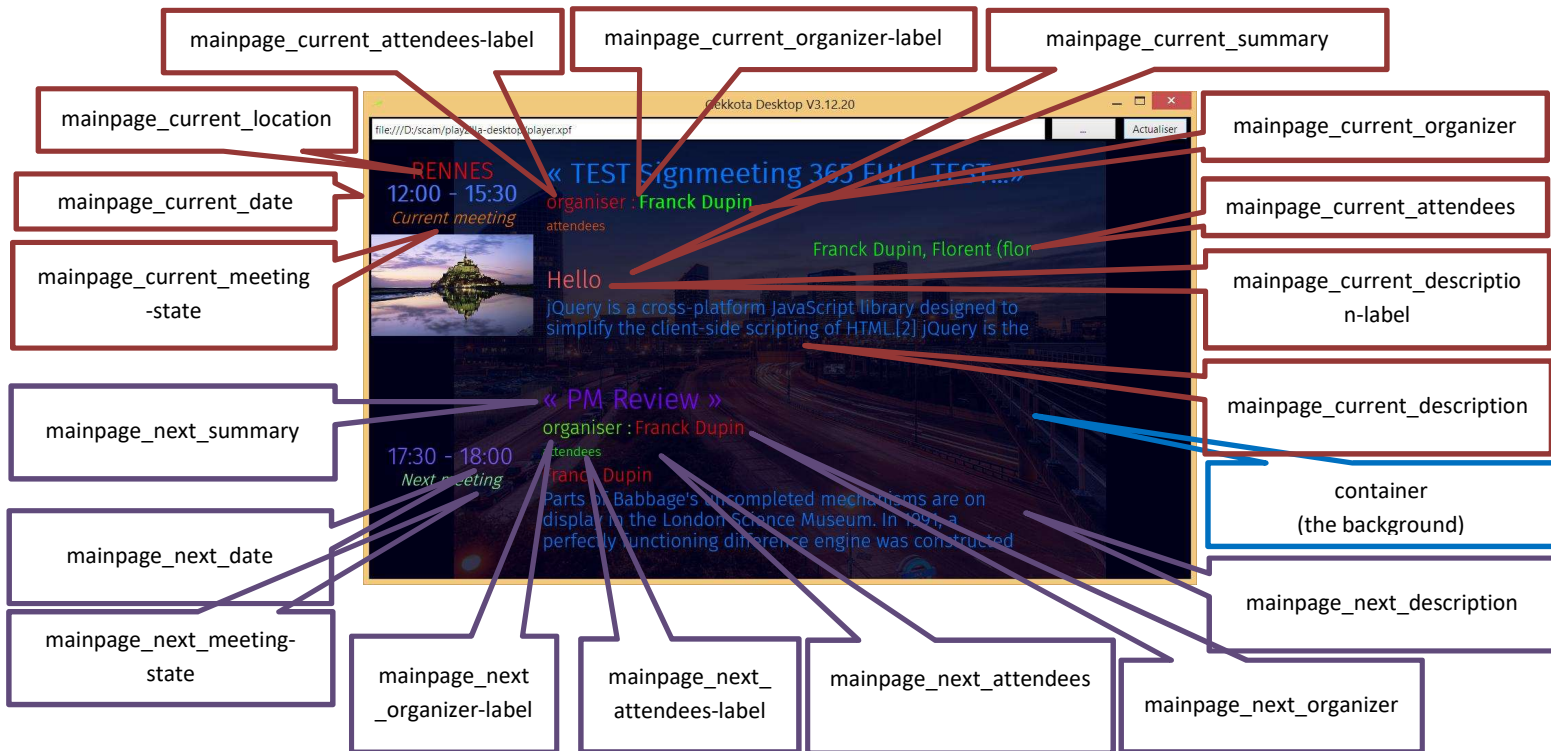 mainpage_current_attendees-label
mainpage_current_organizer-label
mainpage_current_summary
mainpage_current_location
mainpage_current_date
mainpage_current_meeting
-state
mainpage_next_summary
mainpage_next_date
mainpage_next_meeting-
state
Gekkota Desktop V3.12.20
file:///D:/scam/playzilla-desktop/player.xpf
...
Actualiser
RENNES
12:00 - 15:30
Current meeting
« TEST Signmeeting 365 FULL TEST...»
organiser : Franck Dupin
attendees
Franck Dupin, Florent (flor
Hello
jQuery is a cross-platform JavaScript library designed to
simplify the client-side scripting of HTML.[2] jQuery is the
« PM Review »
organiser : Franck Dupin
attendees
17:30 - 18:00
Next meeting
Franck Dupin
Parts of Babbage's uncompleted mechanisms are on
display in the London Science Museum. In 1991, a
perfectly functioning difference engine was constructed
mainpage_current_organizer
mainpage_current_attendees
mainpage_current_descriptio
n-label
mainpage_current_description
container
(the background)
mainpage_next_description
mainpage_next
_organizer-label
mainpage_next_
attendees-label
mainpage_next_attendees
mainpage_next_organizer